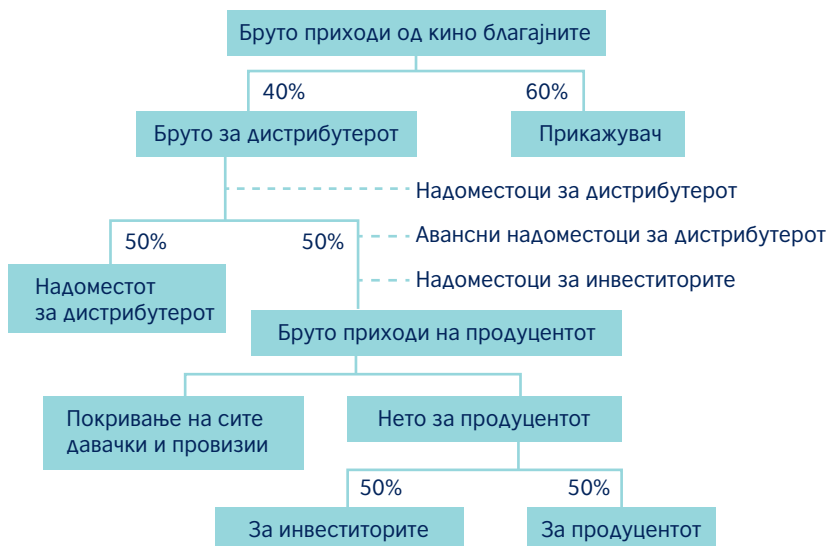 Бруто приходи од кино благајните
40%
60%
Бруто за дистрибутерот
Прикажувач
Надоместоци за дистрибутерот
50%
50%
Авансни надоместоци за дистрибутерот
Надоместот
за дистрибутерот
Надоместоци за инвеститорите
Бруто приходи на продуцентот
Покривање на сите
давачки и провизии
Нето за продуцентот
50%
50%
За инвеститорите
За продуцентот